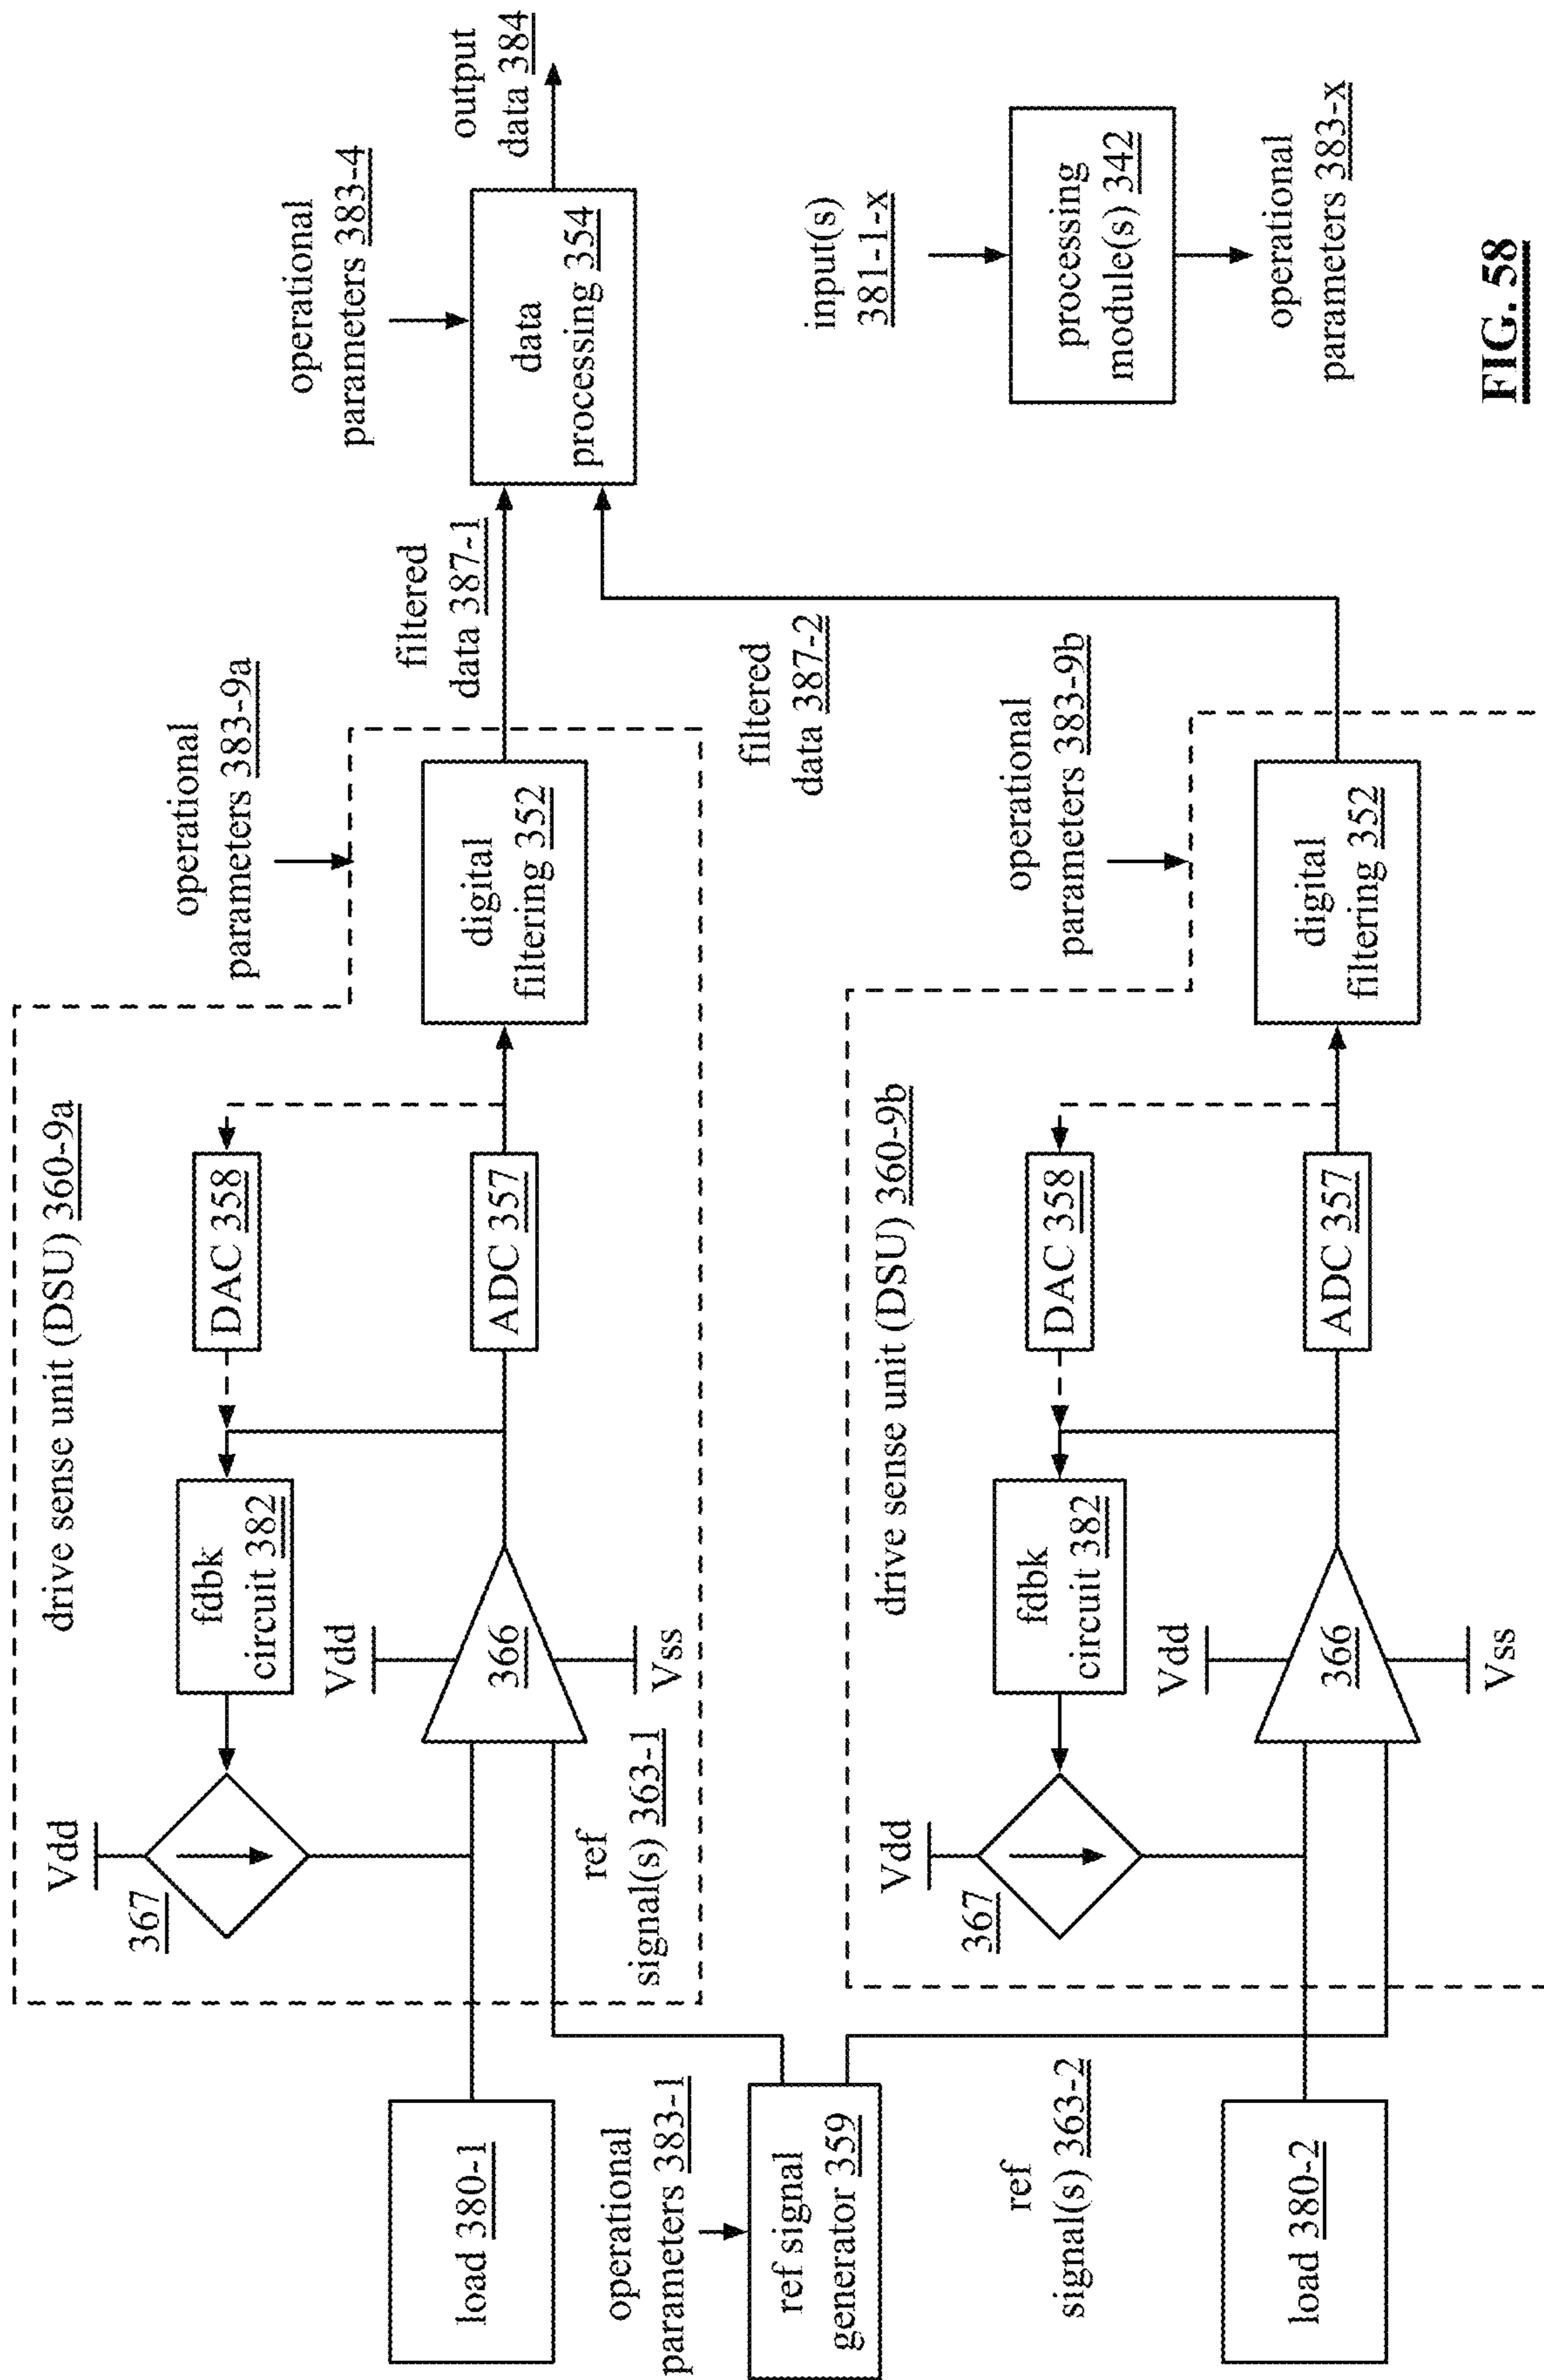 drive sense unit (DSU) 360-9a
Vdd
367
fdbk
circuit 382
DAC 358
Vdd
366
Vss
ADC 357
load 380-1
ref
signal(s) 363-1
digital
filtering 352
operational
parameters 383-9a
filtered
data 387-1
operational
parameters 383-4
data
processing 354
output
data 384
operational
parameters 383-1
ref signal
generator 359
filtered
data 387-2
ref
signal(s) 363-2
drive sense unit (DSU) 360-9b
Vdd
367
fdbk
circuit 382
DAC 358
Vdd
366
Vss
ADC 357
load 380-2
digital
filtering 352
operational
parameters 383-9b
input(s)
381-1-x
processing
module(s) 342
operational
parameters 383-x
FIG. 58